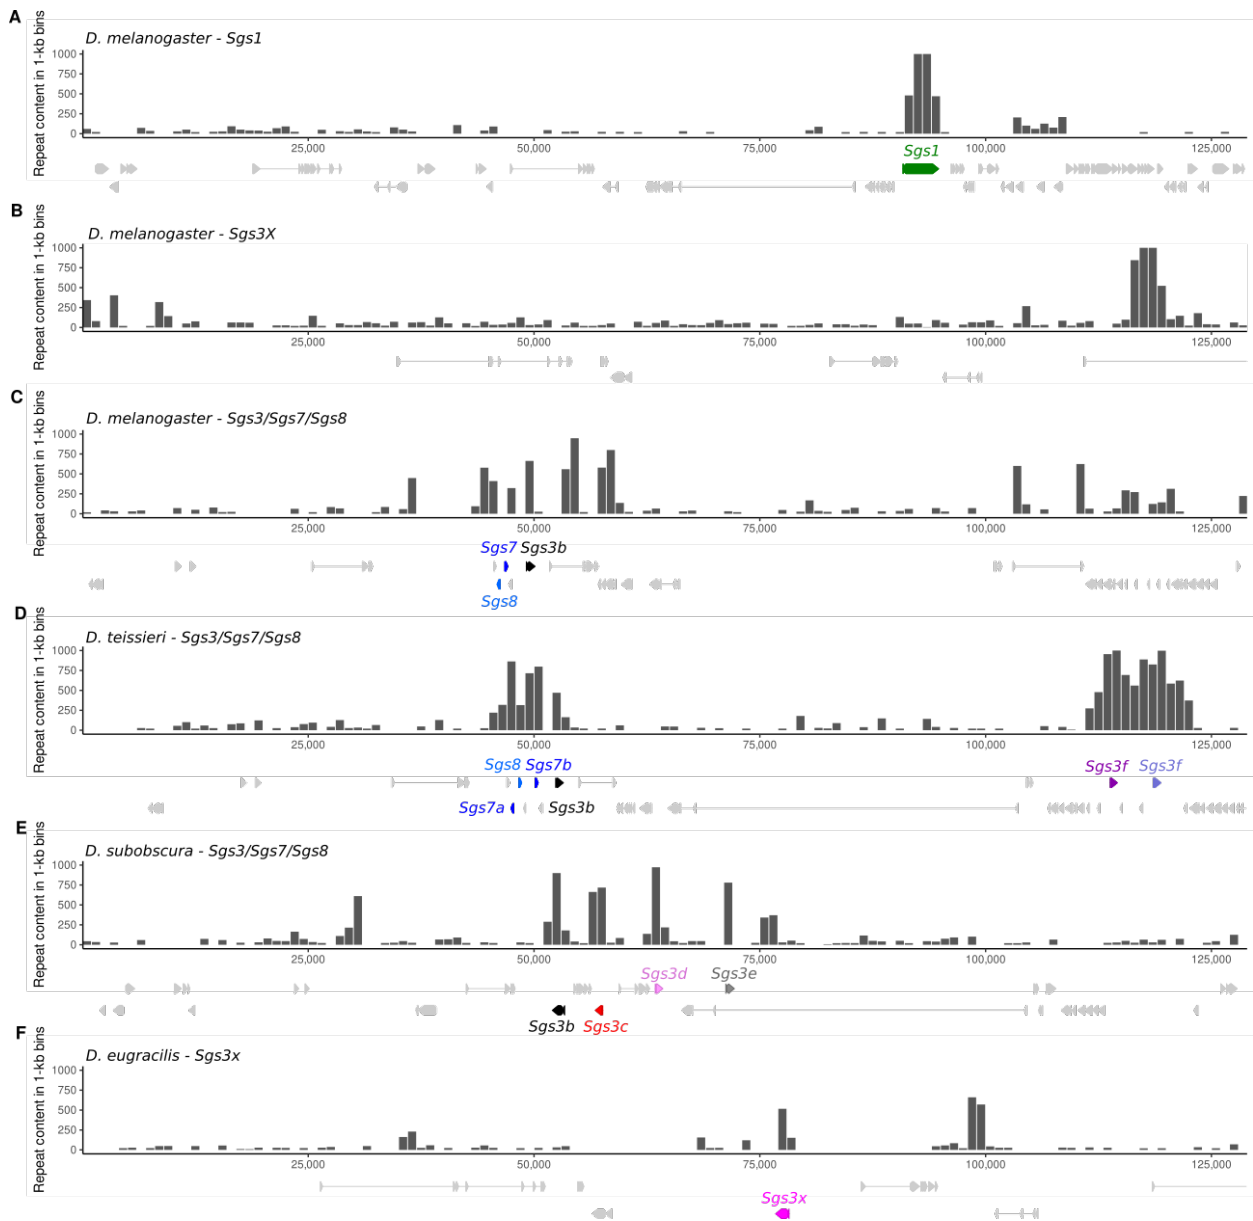 A
D. melanogaster - Sgs1
Repeat content in 1-kb bins
1000
750
500
250
0
25,000 50,000 75,000 100,000 125,000
Sgs1
B
D. melanogaster - Sgs3X
Repeat content in 1-kb bins
1000
750
500
250
0
25,000 50,000 75,000 100,000 125,000
C
D. melanogaster - Sgs3/Sgs7/Sgs8
Repeat content in 1-kb bins
1000
750
500
250
0
25,000 50,000 75,000 100,000 125,000
Sgs7 Sgs3b
Sgs8
D
D. teissieri - Sgs3/Sgs7/Sgs8
Repeat content in 1-kb bins
1000
750
500
250
0
25,000 50,000 75,000 100,000 125,000
Sgs8 Sgs7b Sgs3f Sgs3f
Sgs7a Sgs3b
E
D. subobscura - Sgs3/Sgs7/Sgs8
Repeat content in 1-kb bins
1000
750
500
250
0
25,000 50,000 75,000 100,000 125,000
Sgs3d Sgs3e
Sgs3b Sgs3c
F
D. eugracilis - Sgs3x
Repeat content in 1-kb bins
1000
750
500
250
0
25,000 50,000 75,000 100,000 125,000
Sgs3x